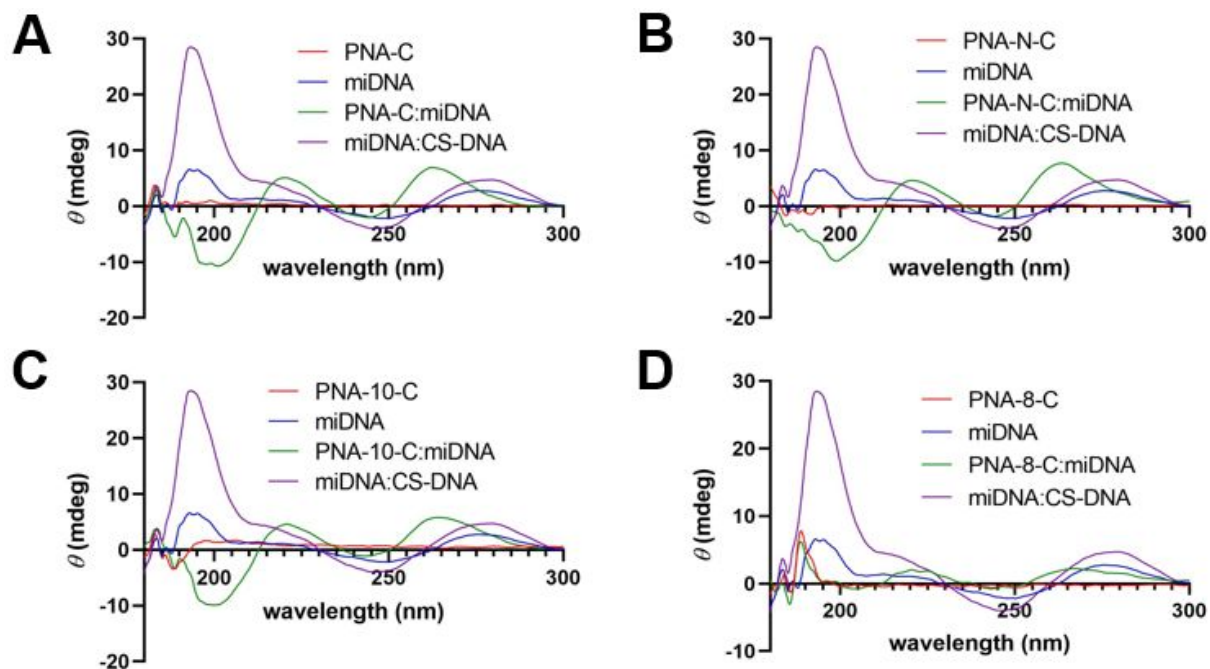 A
30
20
10
0
-10
-20
θ (mdeg)
200
250
300
wavelength (nm)
PNA-C
miDNA
PNA-C:miDNA
miDNA:CS-DNA
B
30
20
10
0
-10
-20
θ (mdeg)
200
250
300
wavelength (nm)
PNA-N-C
miDNA
PNA-N-C:miDNA
miDNA:CS-DNA
C
30
20
10
0
-10
-20
θ (mdeg)
200
250
300
wavelength (nm)
PNA-10-C
miDNA
PNA-10-C:miDNA
miDNA:CS-DNA
D
30
20
10
0
-10
θ (mdeg)
200
250
300
wavelength (nm)
PNA-8-C
miDNA
PNA-8-C:miDNA
miDNA:CS-DNA